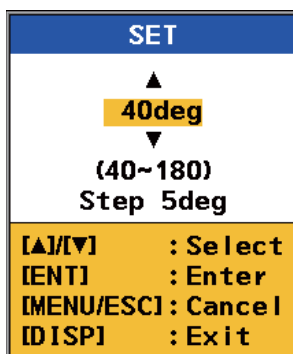 SET
▲
40deg
▼
(40~180)
Step 5deg
[▲]/[▼] :Select
[ENT] :Enter
[MENU/ESC]:Cancel
[DISP] :Exit